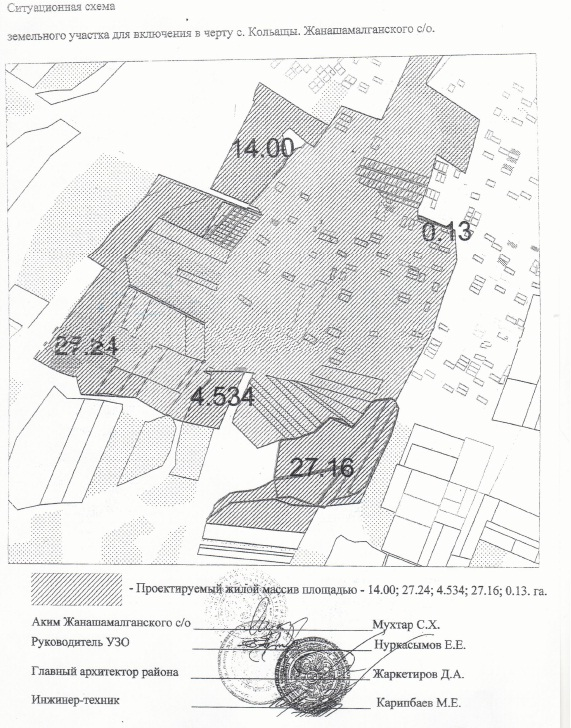 Ситуационная схема
земельного участка для включения в черту с. Кольащы. Жанашамалганского с/о.
14.00
0.13
27.24
4.534
27.16
- Проектируемый жилой массив площадью - 14.00; 27.24; 4.534; 27.16; 0.13. га.
Аким Жанашамалганского с/о Мухтар С.Х.
Руководитель УЗО Нуркасымов Е.Е.
Главный архитектор района Жаркетиров Д.А.
Инжинер-техник Карипбаев М.Е.